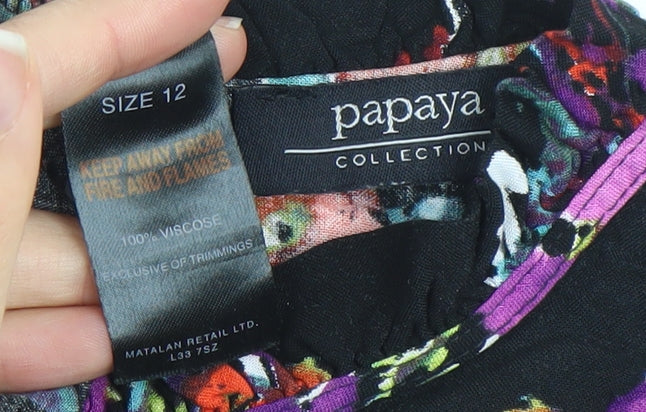 SIZE 12
KEEP AWAY FROM
FIRE AND FLAMES
100% VISCOSE
EXCLUSIVE OF TRIMMINGS
MATALAN RETAIL LTD.
L33 7SZ
papaya
COLLECTION